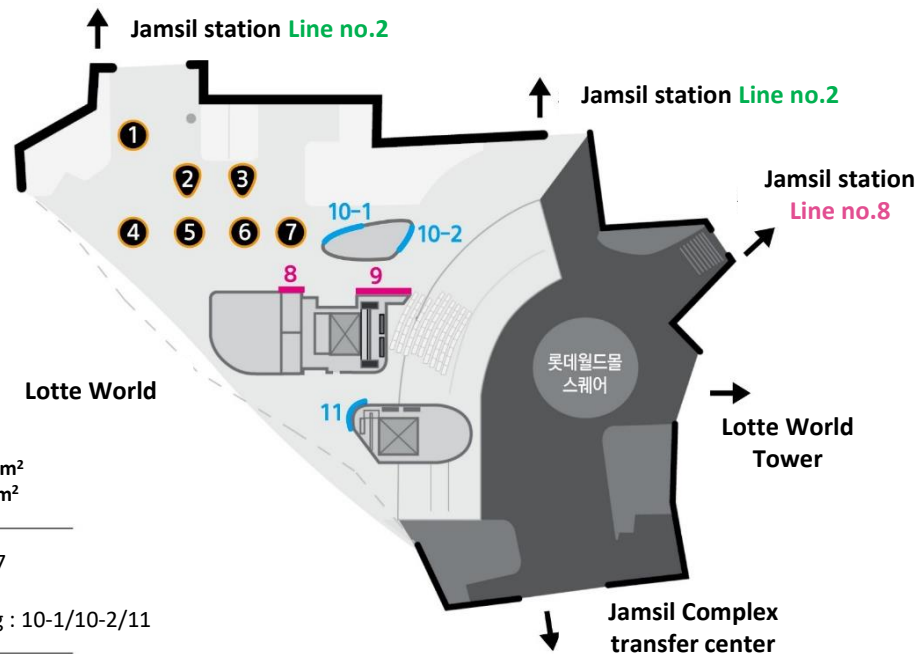 Jamsil station Line no.2
Jamsil station Line no.2
Jamsil station
Line no.8
1
2
3
4
5
6
7
10-1
10-2
8
9
롯데월드몰
스퀘어
Lotte World
11
Lotte World
Tower
m²
m²
7
: 10-1/10-2/11
Jamsil Complex
transfer center